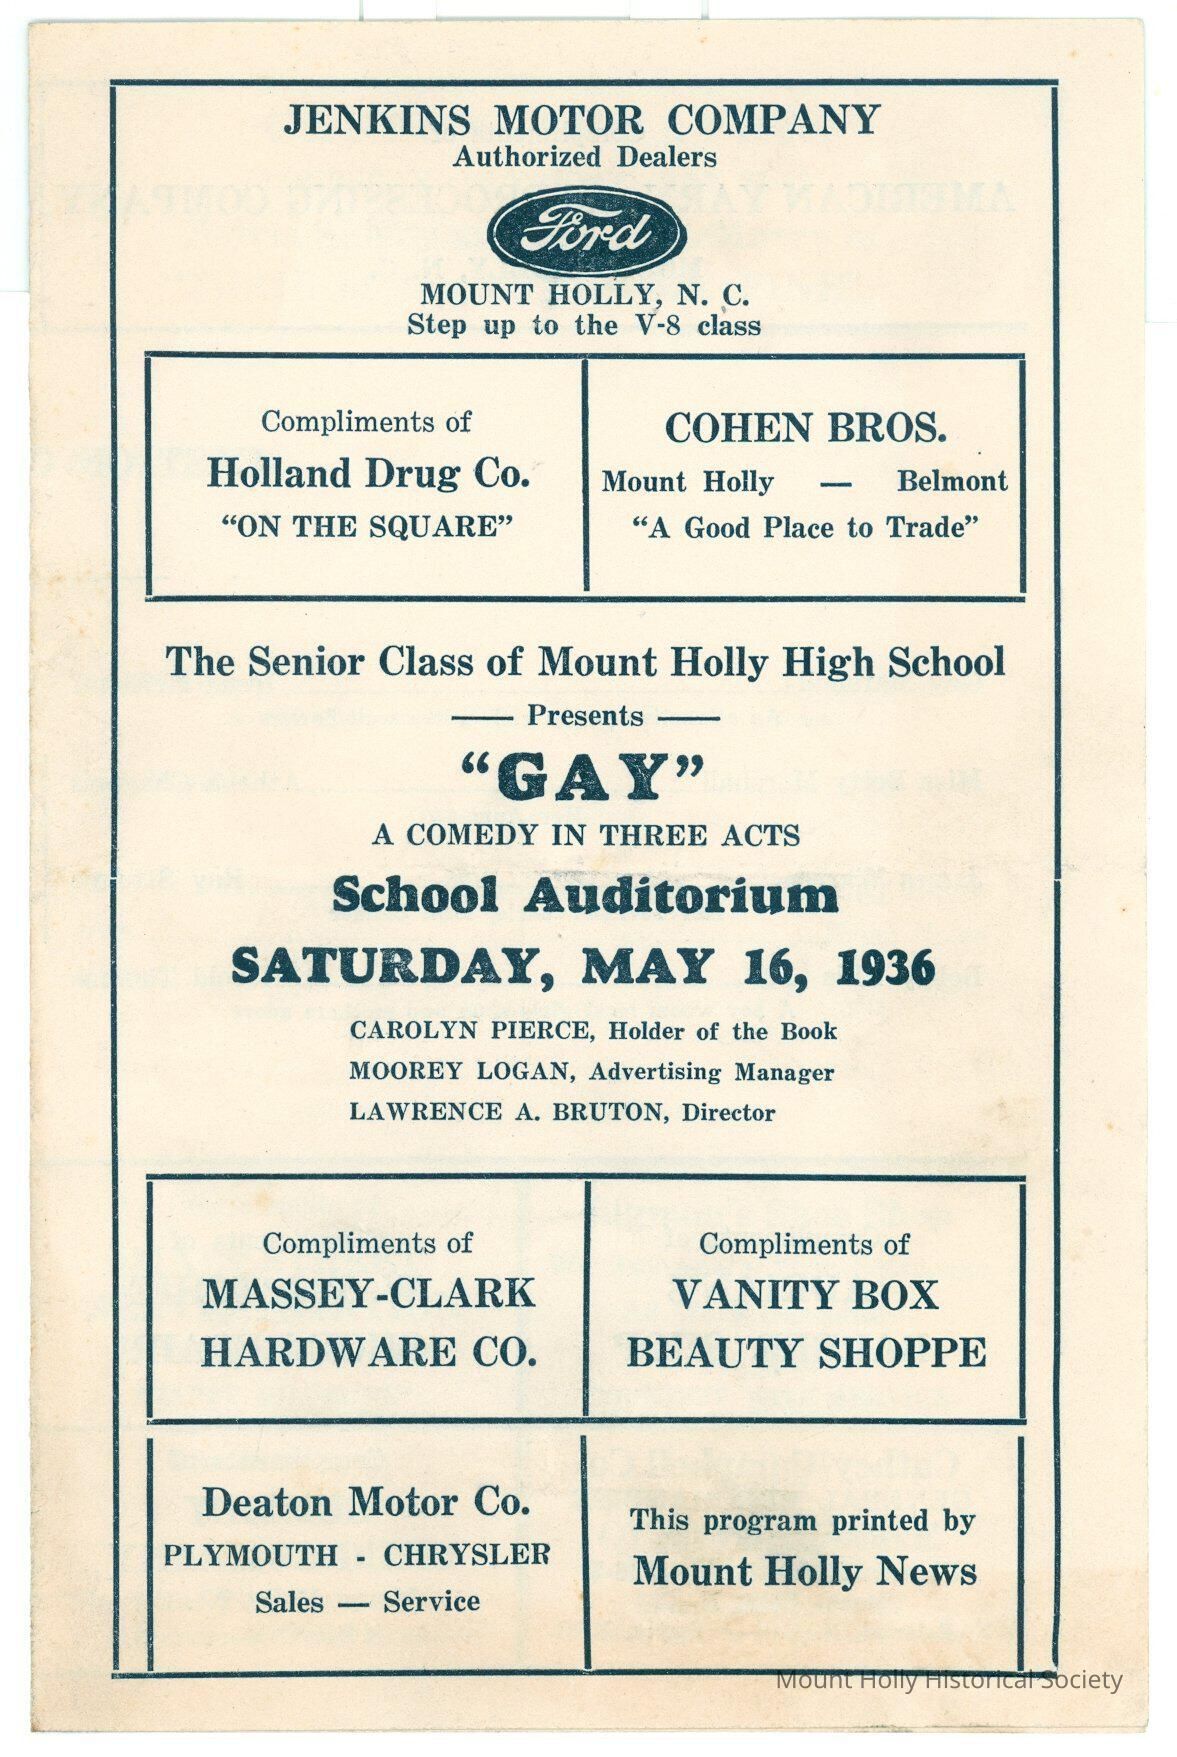 JENKINS MOTOR COMPANY
Authorized Dealers
Ford
MOUNT HOLLY, N. C.
Step up to the V-8 class
Compliments of
Holland Drug Co.
"ON THE SQUARE"
COHEN BROS.
Mount Holly — Belmont
"A Good Place to Trade"
The Senior Class of Mount Holly High School
—— Presents ——
"GAY"
A COMEDY IN THREE ACTS
School Auditorium
SATURDAY, MAY 16, 1936
CAROLYN PIERCE, Holder of the Book
MOOREY LOGAN, Advertising Manager
LAWRENCE A. BRUTON, Director
Compliments of
MASSEY-CLARK
HARDWARE CO.
Compliments of
VANITY BOX
BEAUTY SHOPPE
Deaton Motor Co.
PLYMOUTH - CHRYSLER
Sales — Service
This program printed by
Mount Holly News
Mount Holly Historical Society